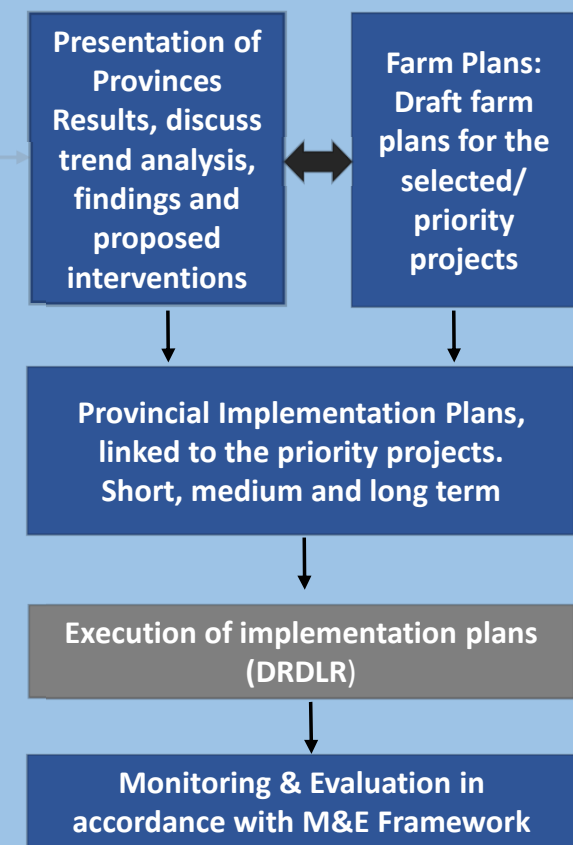 Presentation of
Provinces
Results, discuss
trend analysis,
findings and
proposed
interventions
Farm Plans:
Draft farm
plans for the
selected/
priority
projects
Provincial Implementation Plans,
linked to the priority projects.
Short, medium and long term
Execution of implementation plans
(DRDLR)
Monitoring & Evaluation in
accordance with M&E Framework